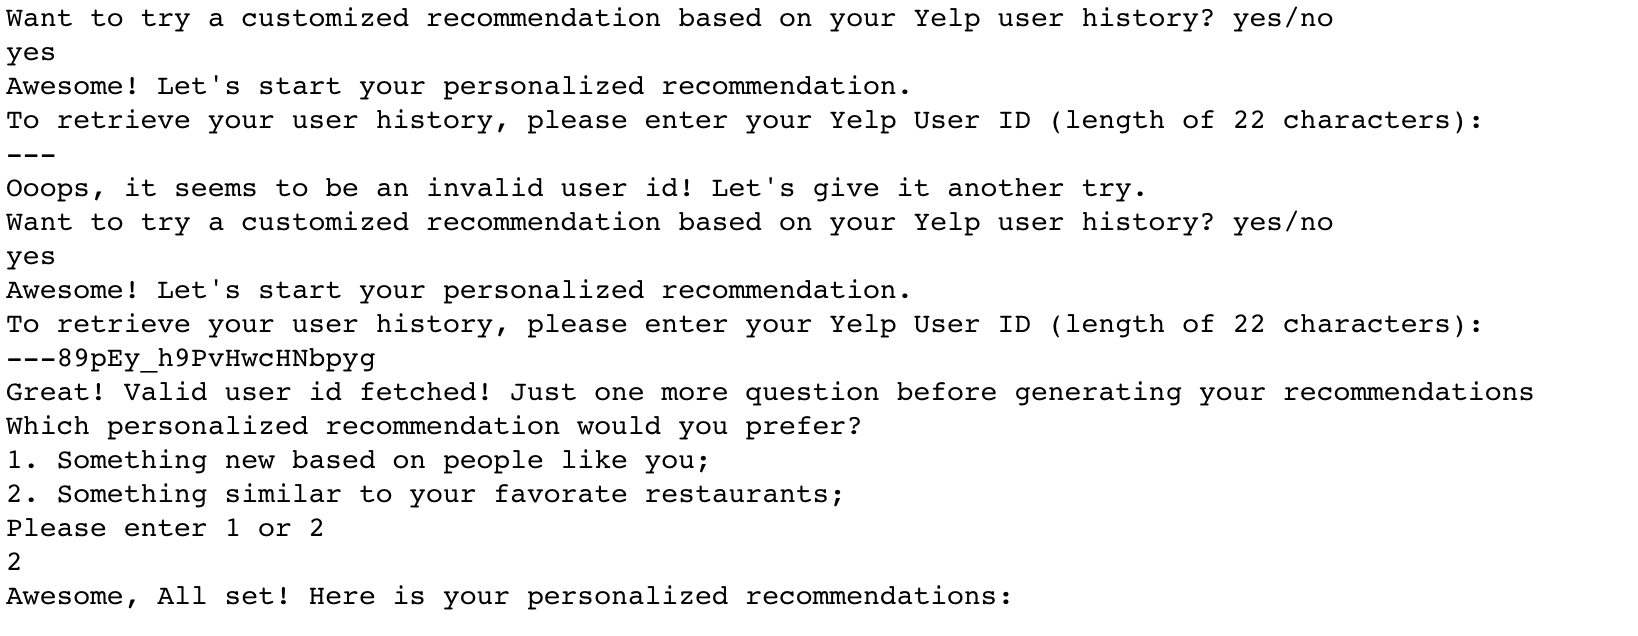 Want to try a customized recommendation based on your Yelp user history? yes/no
yes
Awesome! Let's start your personalized recommendation.
To retrieve your user history, please enter your Yelp User ID (length of 22 characters):
---
Ooops, it seems to be an invalid user id! Let's give it another try.
Want to try a customized recommendation based on your Yelp user history? yes/no
yes
Awesome! Let's start your personalized recommendation.
To retrieve your user history, please enter your Yelp User ID (length of 22 characters):
---89pEy_h9PvHwcHNbpyg
Great! Valid user id fetched! Just one more question before generating your recommendations
Which personalized recommendation would you prefer?
1. Something new based on people like you;
2. Something similar to your favorate restaurants;
Please enter 1 or 2
2
Awesome, All set! Here is your personalized recommendations: